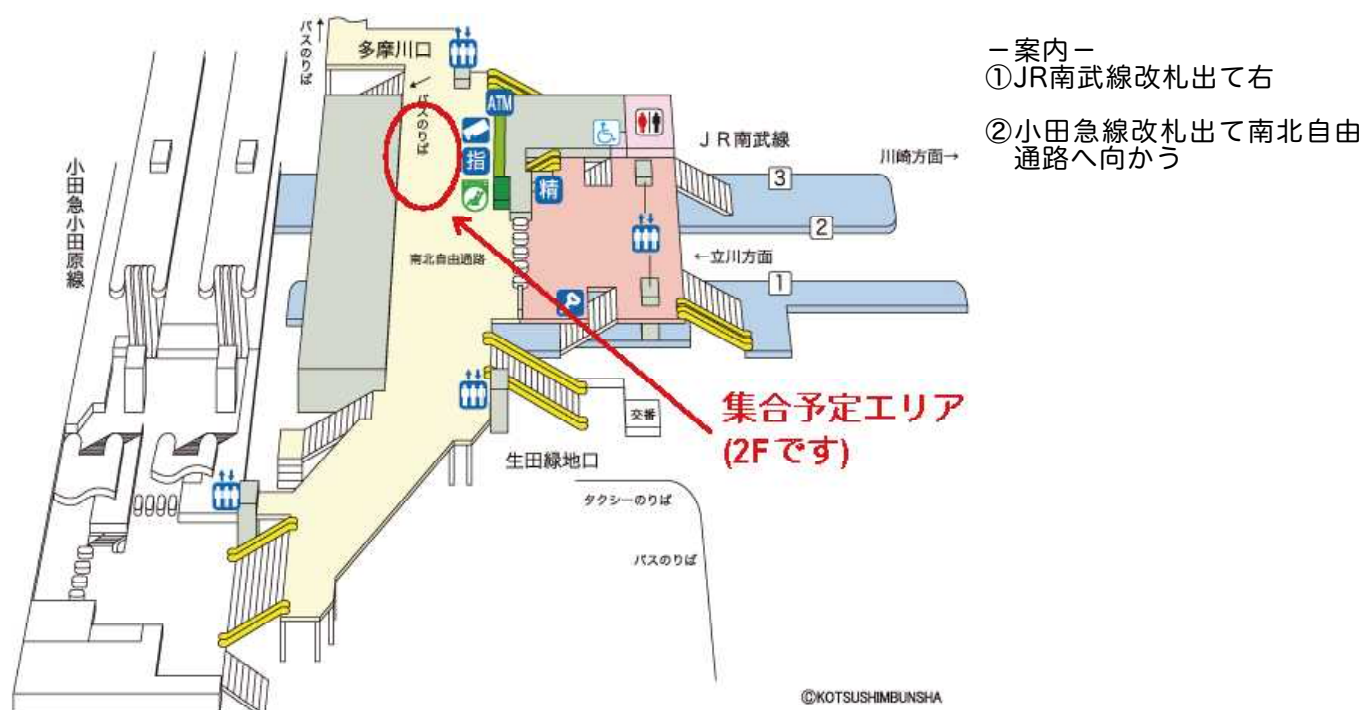 バスのりば
多摩川口
バスのりば
ATM
指
精
JR南武線
川崎方面→
3
2
←立川方面
1
小田急小田原線
南北自由通路
集合予定エリア
(2Fです)
交番
生田緑地口
タクシーのりば
バスのりば
©KOTSUSHIMBUNSHA
－案内－
①JR南武線改札出て右
②小田急線改札出て南北自由
通路へ向かう